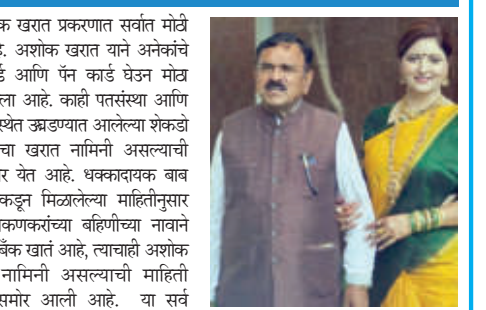 क खरात प्रकरणात सर्वात मोठी
अशोक खरात याने अनेकांचे
र्ड आणि पॅन कार्ड घेउन मोठा
ला आहे. काही पतसंस्था आणि
स्थेत उघडण्यात आलेल्या शेकडो
चा खरात नामिनी असल्याची
र येत आहे. धक्कादायक बाब
कडून मिळालेल्या माहितीनुसार
कणकरांच्या बहिणीच्या नावाने
बँक खातं आहे, त्याचाही अशोक
नामिनी असल्याची माहिती
समोर आली आहे. या सर्व